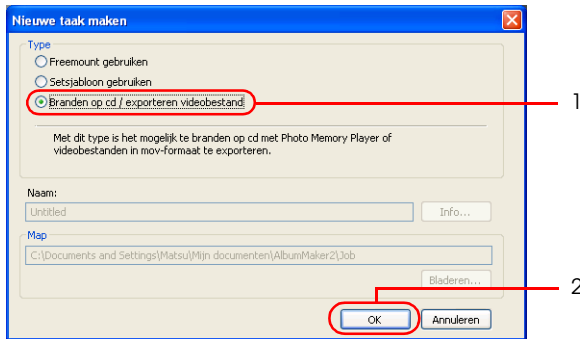 Nieuwe taak maken
Type
Freemount gebruiken
Setsjabloon gebruiken
Branden op cd / exporteren videobestand
1
Met dit type is het mogelijk te branden op cd met Photo Memory Player of
videobestanden in mov-formaat te exporteren.
Naam:
Untitled
Info...
Map
C:\Documents and Settings\Matsu\Mijn documenten\AlbumMaker2\Job
Bladeren...
2
OK
Annuleren